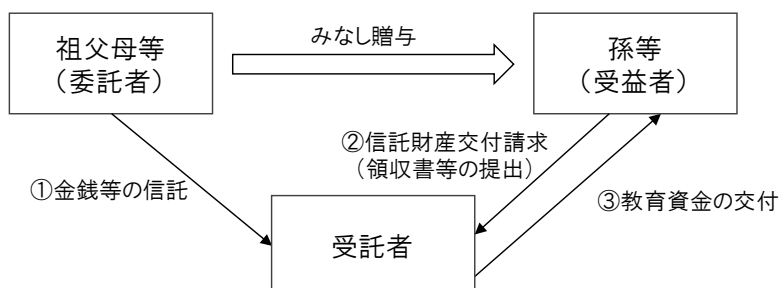 祖父母等
（委託者）
みなし贈与
孫等
（受益者）
②信託財産交付請求
（領収書等の提出）
①金銭等の信託
③教育資金の交付
受託者